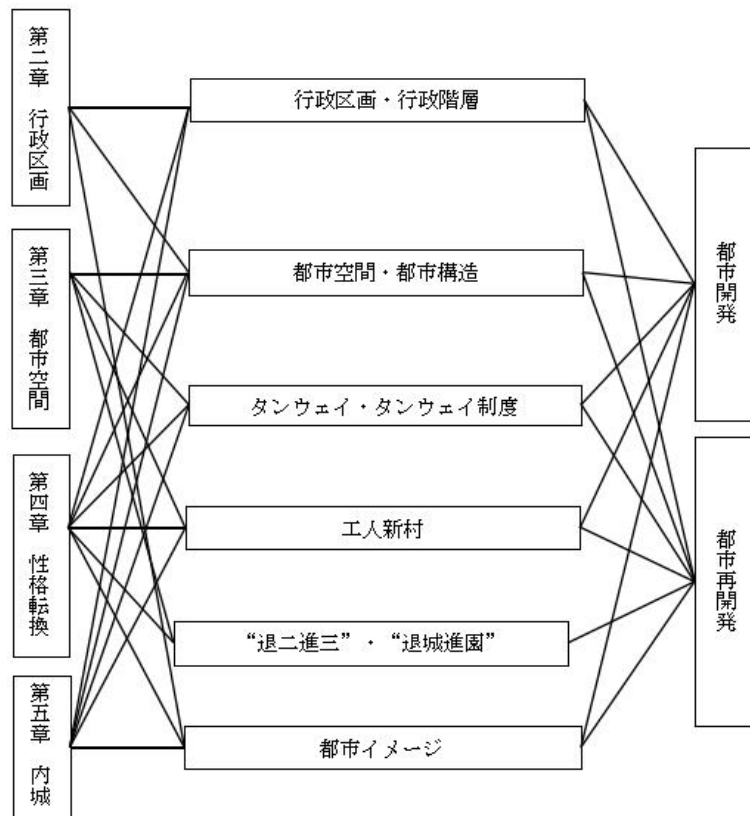 第二章 行政区画
第三章 都市空間
第四章 性格転換
第五章 内城
行政区画・行政階層
都市空間・都市構造
タンウェイ・タンウェイ制度
工人新村
“退二進三”・“退城進園”
都市イメージ
都市開発
都市再開発